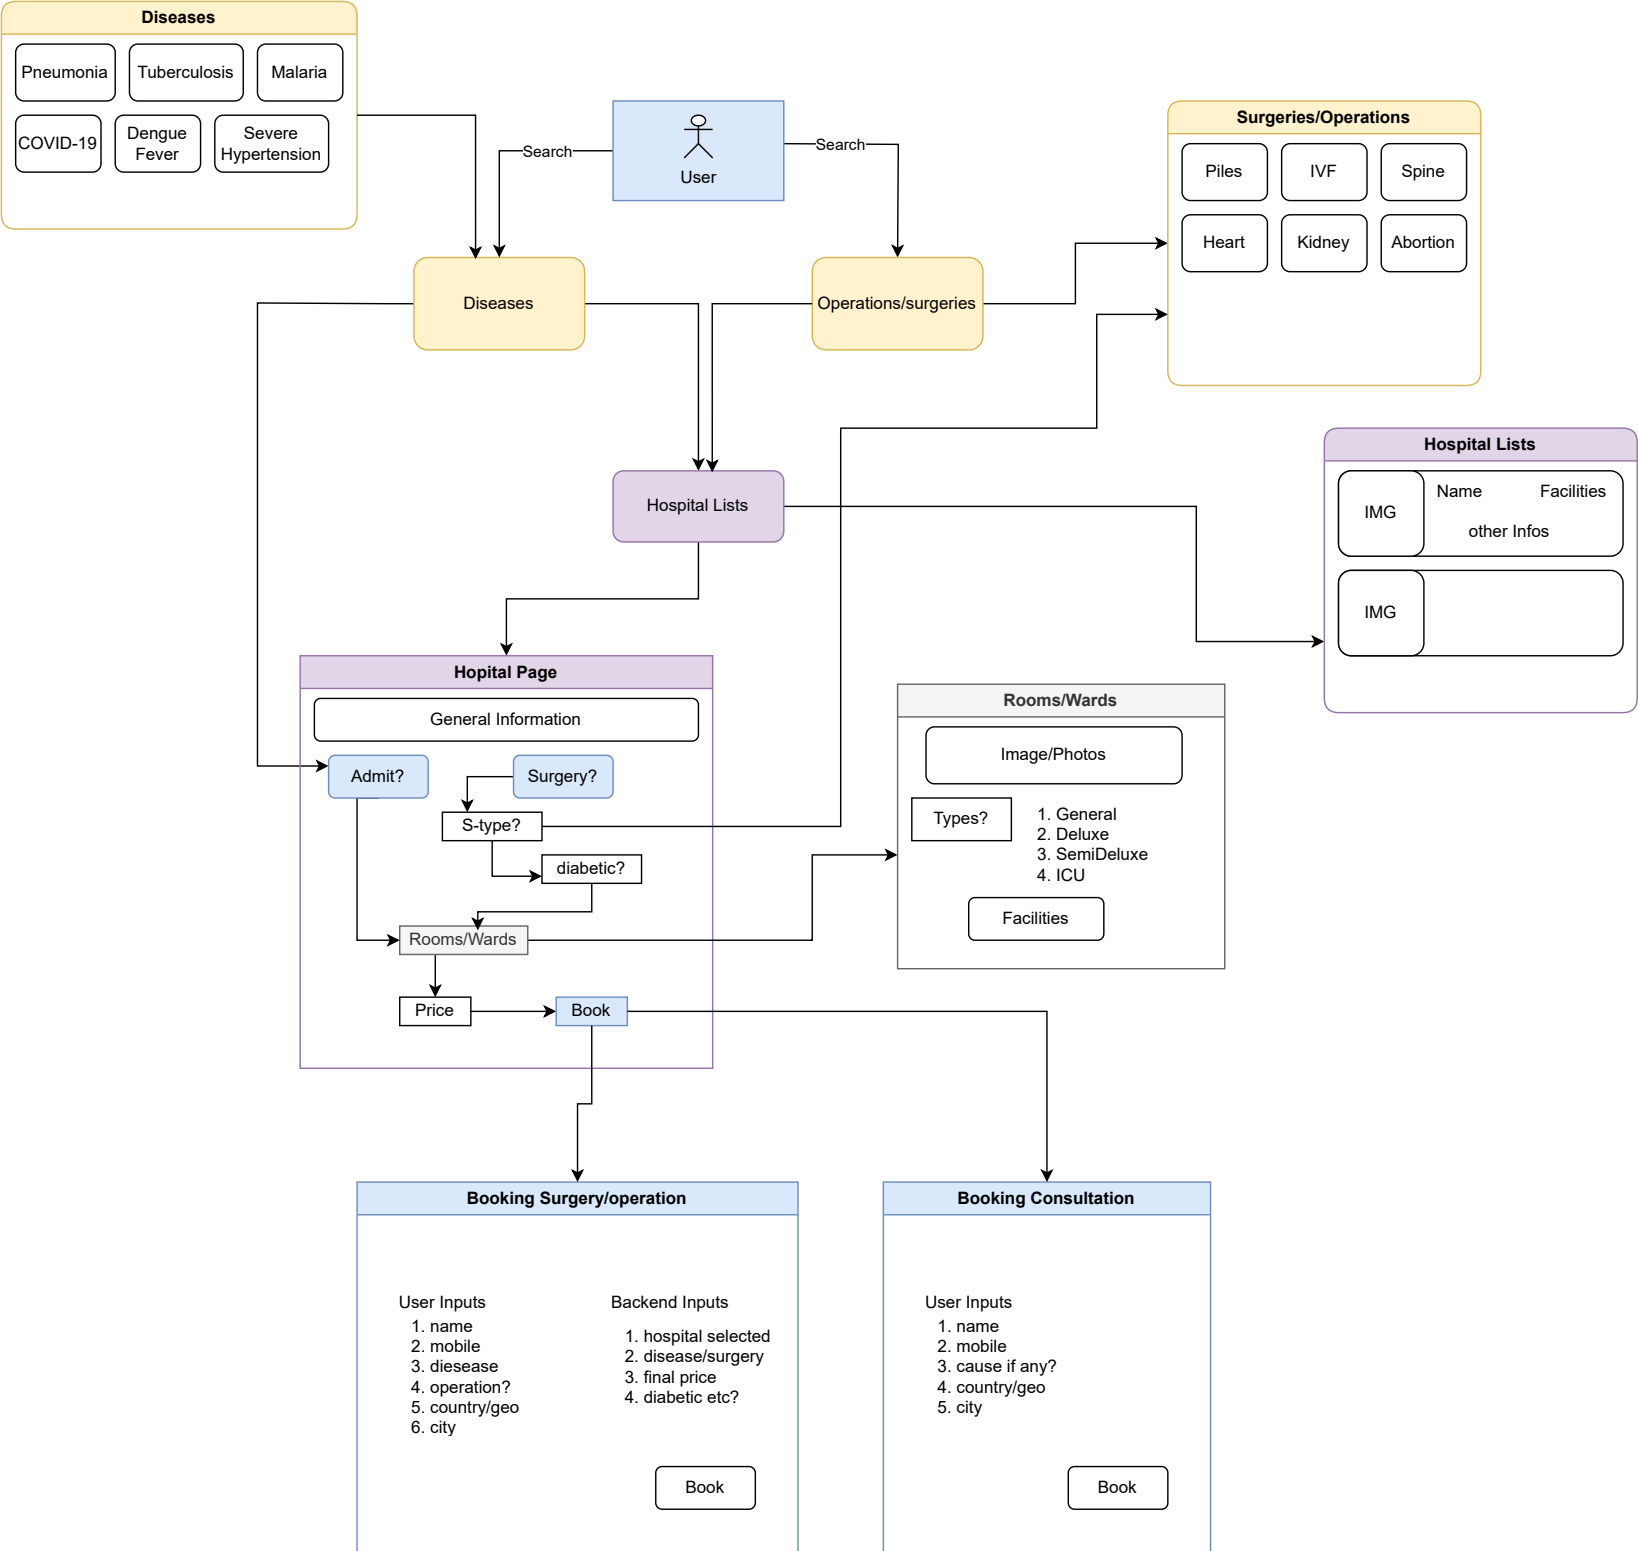 Diseases
Pneumonia
Tuberculosis
Malaria
COVID-19
Dengue
Fever
Severe
Hypertension
Search
User
Search
Surgeries/Operations
Piles
IVF
Spine
Heart
Kidney
Abortion
Diseases
Operations/surgeries
Hospital Lists
Hospital Lists
IMG
Name
Facilities
other Infos
IMG
Hopital Page
General Information
Admit?
Surgery?
S-type?
diabetic?
Rooms/Wards
Price
Book
Rooms/Wards
Image/Photos
Types?
1. General
2. Deluxe
3. SemiDeluxe
4. ICU
Facilities
Booking Surgery/operation
User Inputs
1. name
2. mobile
3. diesease
4. operation?
5. country/geo
6. city
Backend Inputs
1. hospital selected
2. disease/surgery
3. final price
4. diabetic etc?
Book
Booking Consultation
User Inputs
1. name
2. mobile
3. cause if any?
4. country/geo
5. city
Book